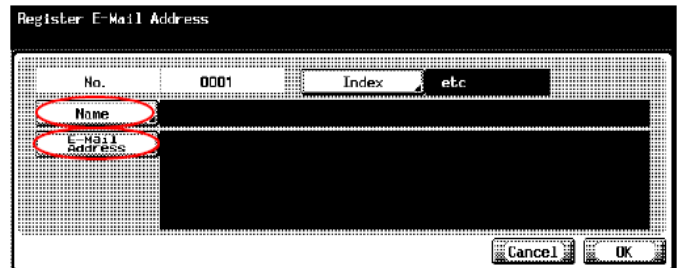 Register E-Mail Address
No. 0001 Index etc
Name
E-Mail
Address
Cancel OK